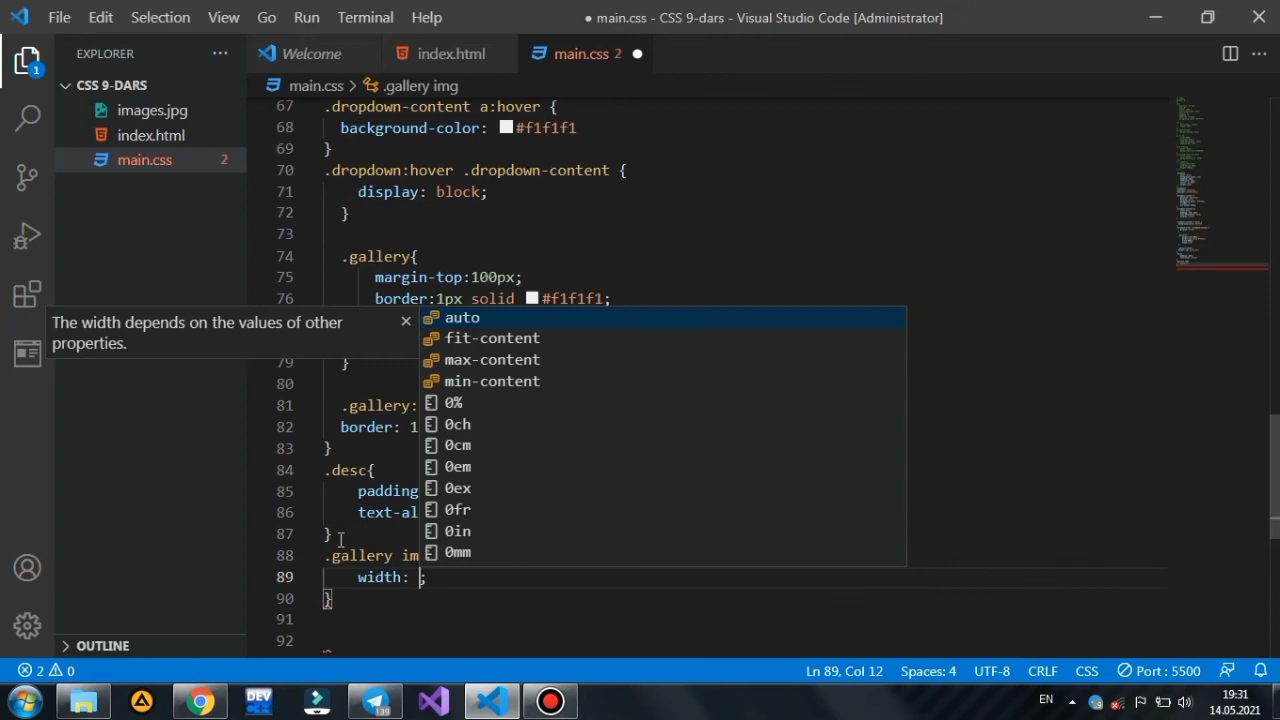 File Edit Selection View Go Run Terminal Help
● main.css - CSS 9-dars - Visual Studio Code [Administrator]
EXPLORER
Welcome
index.html
main.css 2
CSS 9-DARS
main.css > .gallery img
images.jpg
index.html
main.css 2
67 .dropdown-content a:hover {
68 background-color: #f1f1f1
69 }
70 .dropdown:hover .dropdown-content {
71 display: block;
72 }
73
74 .gallery{
75 margin-top:100px;
76 border:1px solid #f1f1f1;
The width depends on the values of other
properties.
auto
fit-content
max-content
min-content
0%
0ch
0cm
0em
0ex
0fr
0in
0mm
79 }
80
81 .gallery:
82 border: 1
83 }
84 .desc{
85 padding
86 text-al
87 }
88 .gallery im
89 width: ;
90 }
91
92
OUTLINE
1
2 0
Ln 89, Col 12 Spaces: 4 UTF-8 CRLF CSS Port : 5500
DEV
139
EN
19:31
14.05.2021